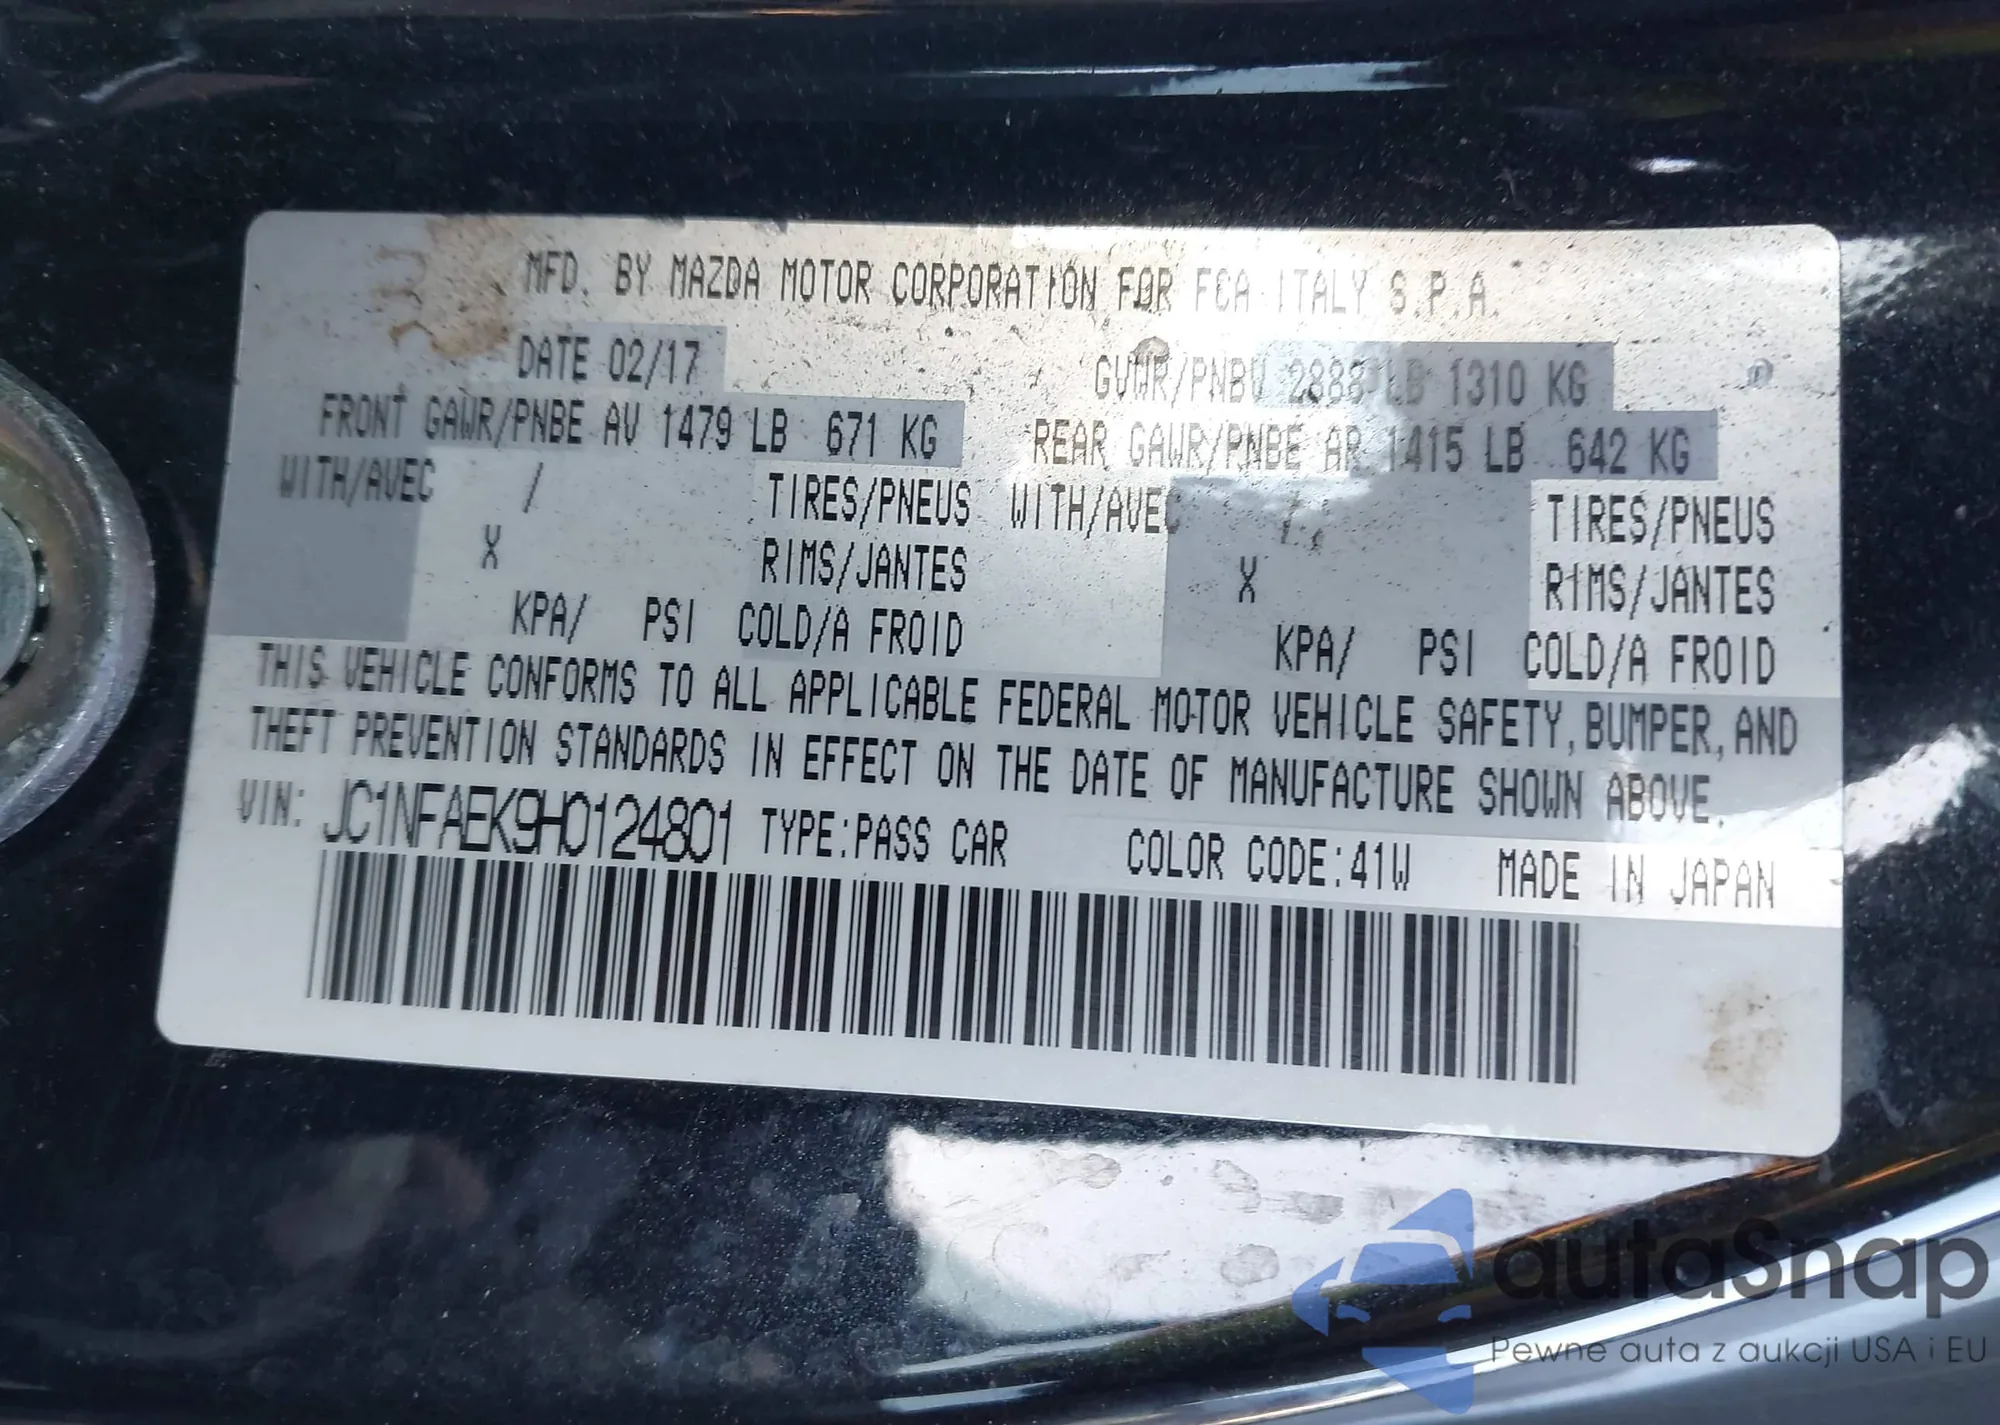 MFD. BY MAZDA MOTOR CORPORATION FOR FCA ITALY S.P.A.
DATE 02/17 GVWR/PNBV 2888 LB 1310 KG
FRONT GAWR/PNBE AV 1479 LB 671 KG REAR GAWR/PNBE AR 1415 LB 642 KG
WITH/AVEC / TIRES/PNEUS WITH/AVEC / TIRES/PNEUS
X RIMS/JANTES X RIMS/JANTES
KPA/ PSI COLD/A FROID KPA/ PSI COLD/A FROID
THIS VEHICLE CONFORMS TO ALL APPLICABLE FEDERAL MOTOR VEHICLE SAFETY, BUMPER, AND
THEFT PREVENTION STANDARDS IN EFFECT ON THE DATE OF MANUFACTURE SHOWN ABOVE.
VIN: JC1NFAEK9H0124801 TYPE:PASS CAR COLOR CODE:41W MADE IN JAPAN
autaSnap
Pewne auta z aukcji USA i EU